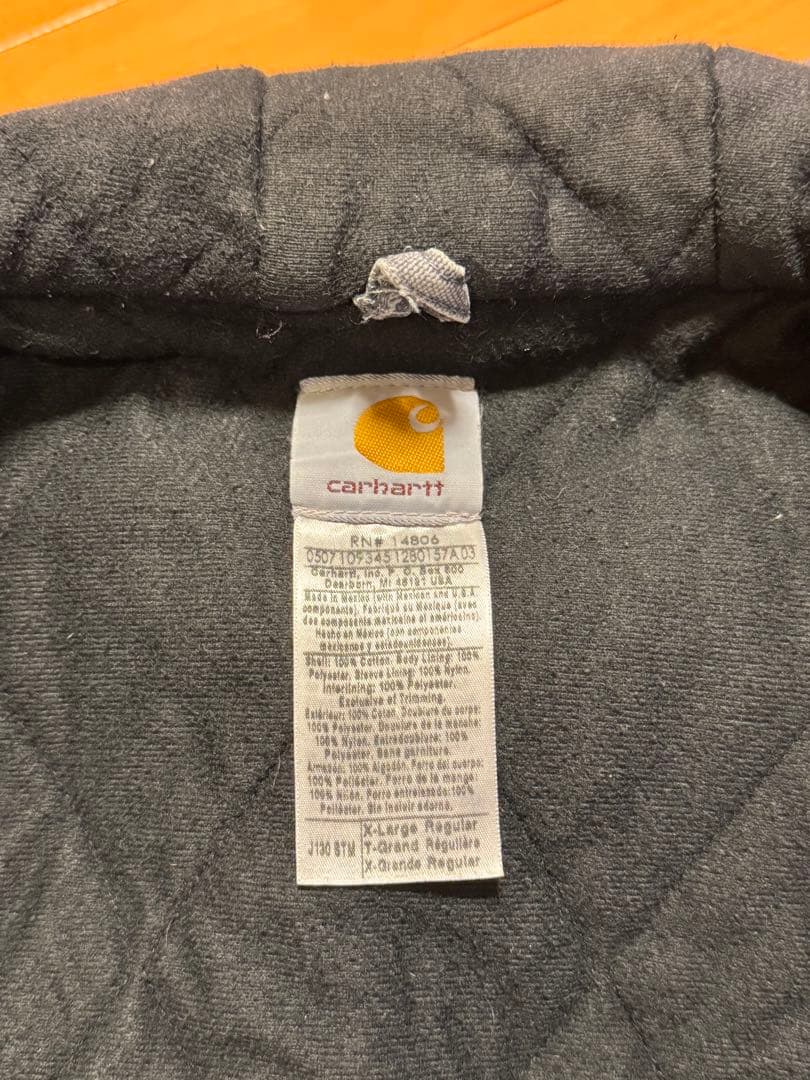 carhartt
RN# 14806
05071093451280157A 03
Carhartt, Inc. P. O. Box 600
Dearborn, MI 48121 USA
Made in Mexico (with Mexican and U.S.A
components). Fabriqué au Mexique (avec
des composants mexicains et américains).
Hecho en México (con componentes
mexicanos y estadounidenses).
Shell: 100% Cotton. Body Lining: 100%
Polyester. Sleeve Lining: 100% Nylon.
Interlining: 100% Polyester.
Exclusive of Trimming.
Extérieur: 100% Coton. Doublure du corps:
100% Polyester. Doublure de la manche:
100% Nylon. Entredoublure: 100%
Polyester. Sans garniture.
Armazón: 100% Algodón. Forro del cuerpo:
100% Poliéster. Forro de la manga:
100% Nilón. Forro entrelazado: 100%
Poliéster. Sin incluir adorno.
J130 STM
X-Large Regular
T-Grand Régulière
X-Grande Regular